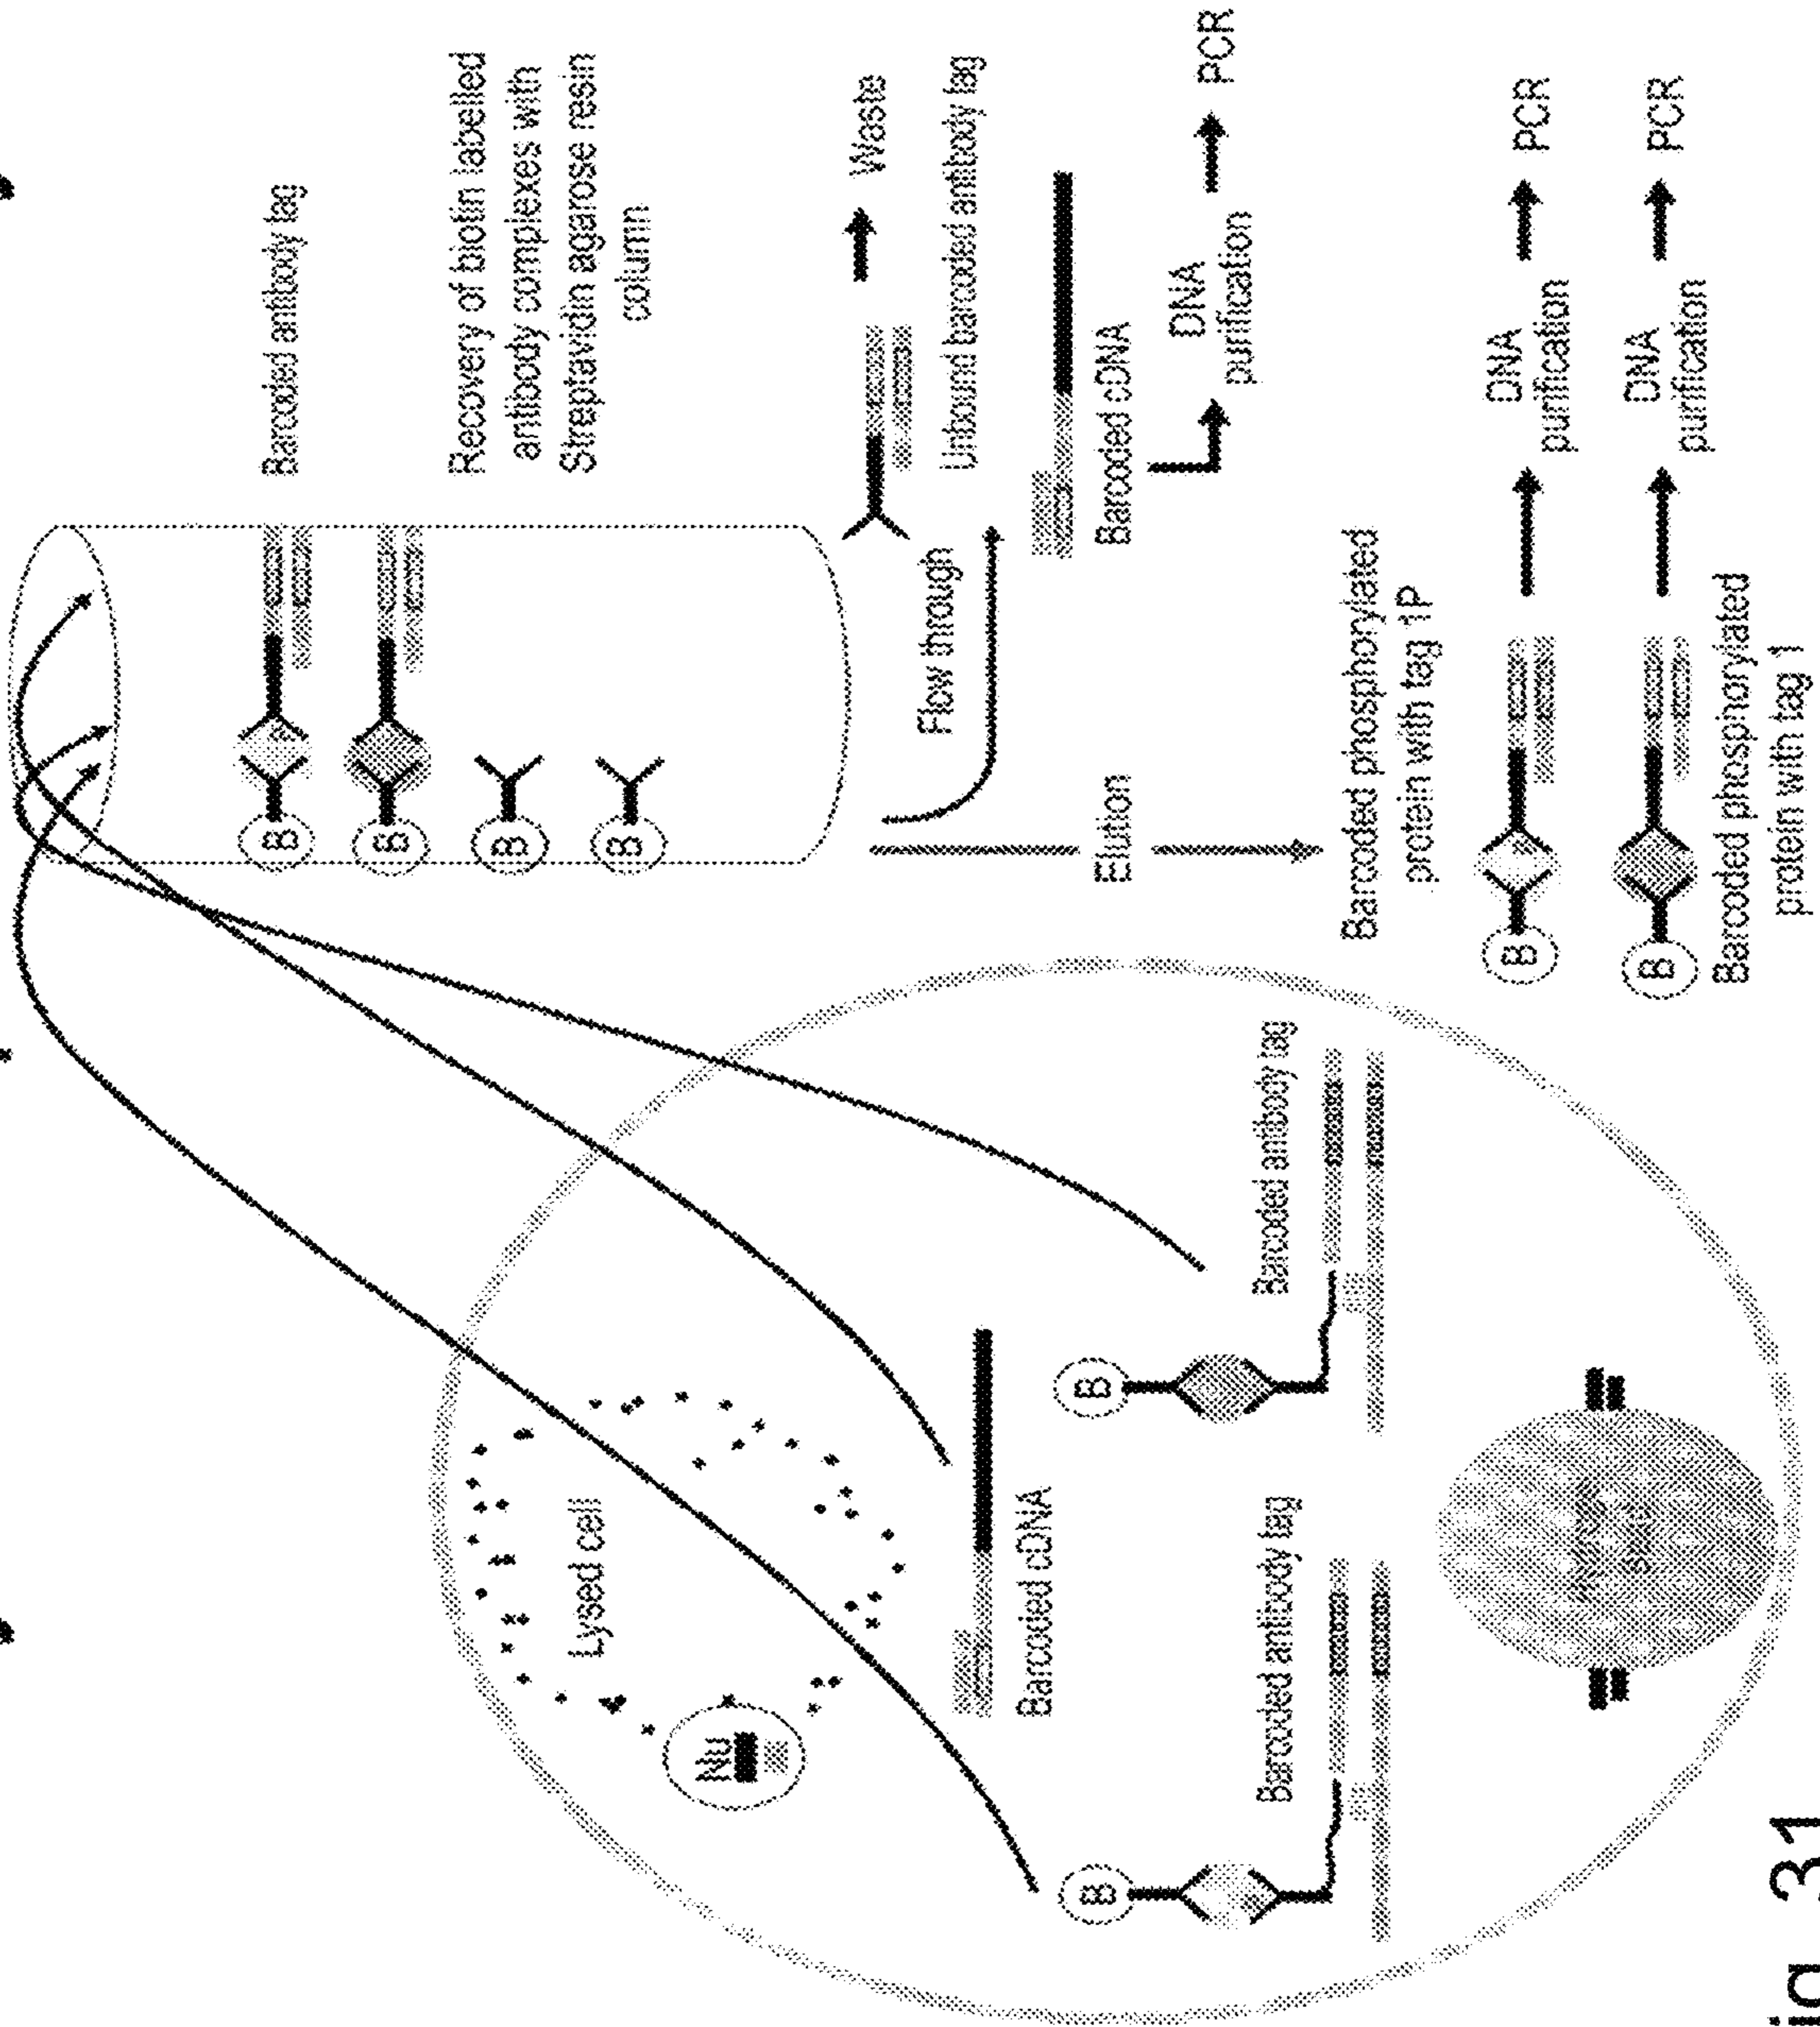 Lysed cell
Nu
Barcoded cDNA
B
B
Barcoded antibody tag
Barcoded antibody tag
B
B
B
B
Barcoded antibody tag
Recovery of biotin labelled
antibody complexes with
Streptavidin agarose resin
column
Flow through
Waste
Unbound barcoded antibody tag
Barcoded cDNA
DNA
purification
PCR
Elution
Barcoded phosphorylated
protein with tag 1P
B
DNA
purification
PCR
B
DNA
purification
PCR
Barcoded phosphorylated
protein with tag 1
31